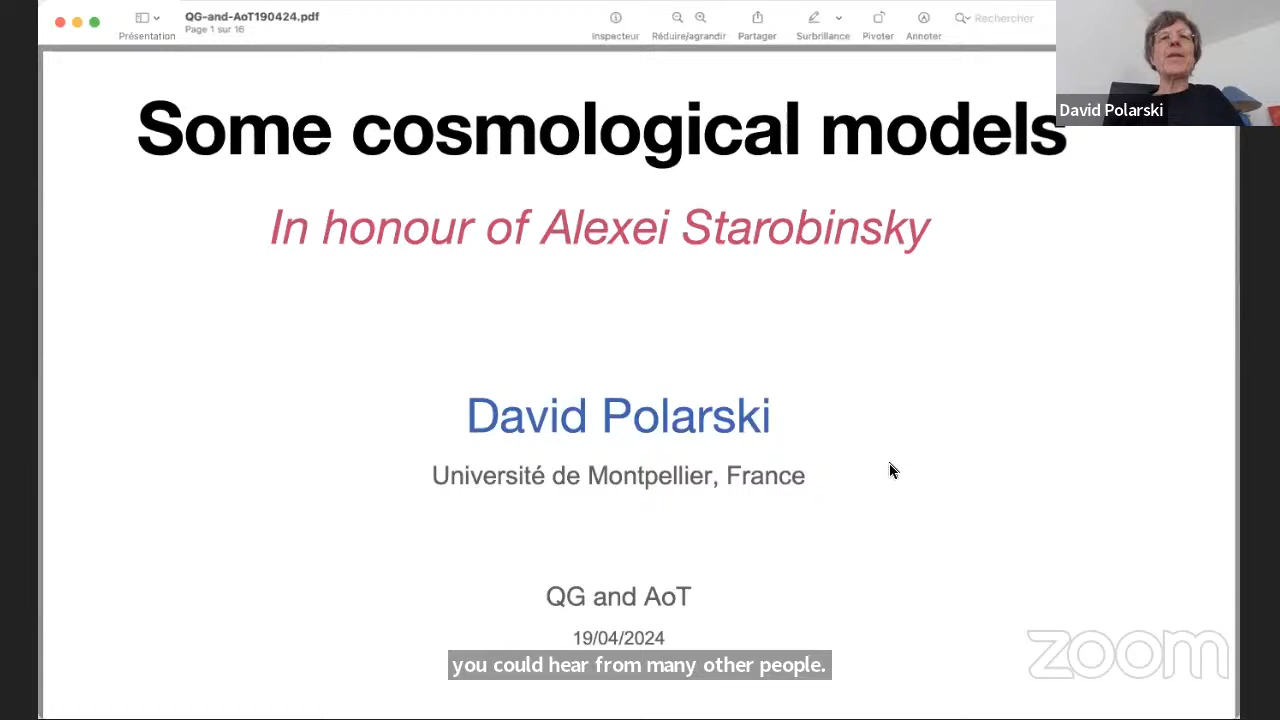 QG-and-AoT190424.pdf
Page 1 sur 16
Présentation
Inspecteur
Réduire/agrandir
Partager
Surbrillance
Pivoter
Annoter
Rechercher
David Polarski
Some cosmological models
In honour of Alexei Starobinsky
David Polarski
Université de Montpellier, France
QG and AoT
19/04/2024
you could hear from many other people.
zoom